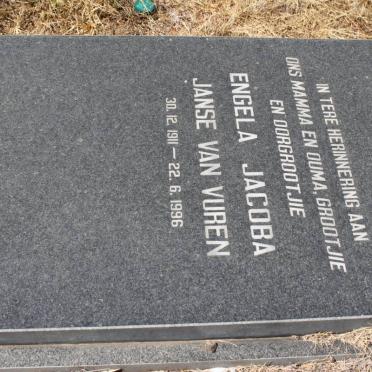 IN TERE HERINNERING AAN
ONS MAMMA EN OUMA, GROOTJIE
EN OORGROOTJIE
ENGELA JACOBA
JANSE VAN VUREN
30. 12. 1911 — 22. 6. 1996